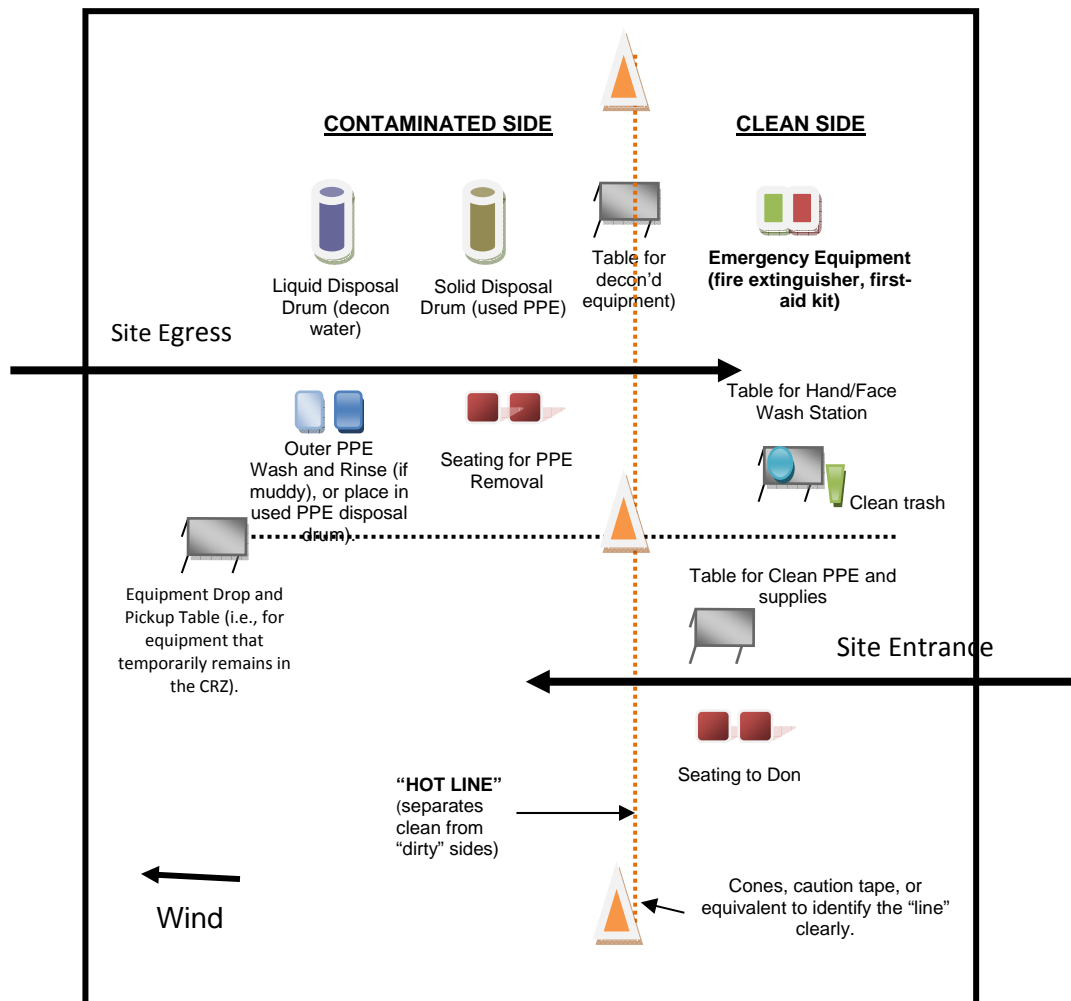 CONTAMINATED SIDE
CLEAN SIDE
Liquid Disposal
Drum (decon
water)
Solid Disposal
Drum (used PPE)
Table for
decon’d
equipment)
Emergency Equipment
(fire extinguisher, first-
aid kit)
Site Egress
Outer PPE
Wash and Rinse (if
muddy), or place in
used PPE disposal
drum).
Seating for PPE
Removal
Table for Hand/Face
Wash Station
Clean trash
Equipment Drop and
Pickup Table (i.e., for
equipment that
temporarily remains in
the CRZ).
Table for Clean PPE and
supplies
Site Entrance
Seating to Don
“HOT LINE”
(separates
clean from
“dirty” sides)
Wind
Cones, caution tape, or
equivalent to identify the “line”
clearly.